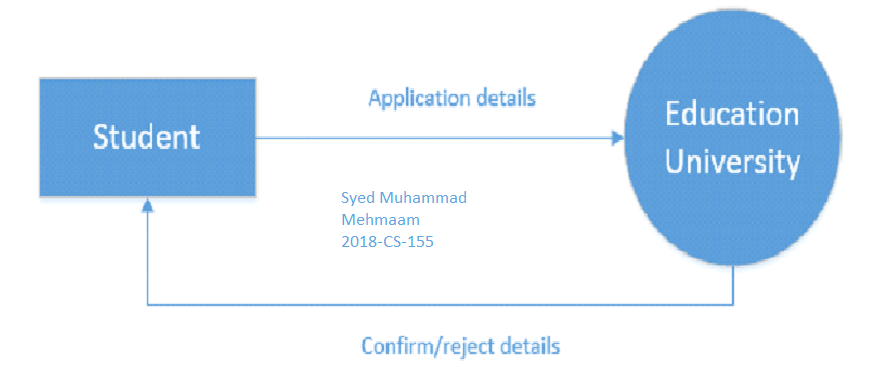 Application details
Student
Education
University
Syed Muhammad
Mehmaam
2018-CS-155
Confirm/reject details